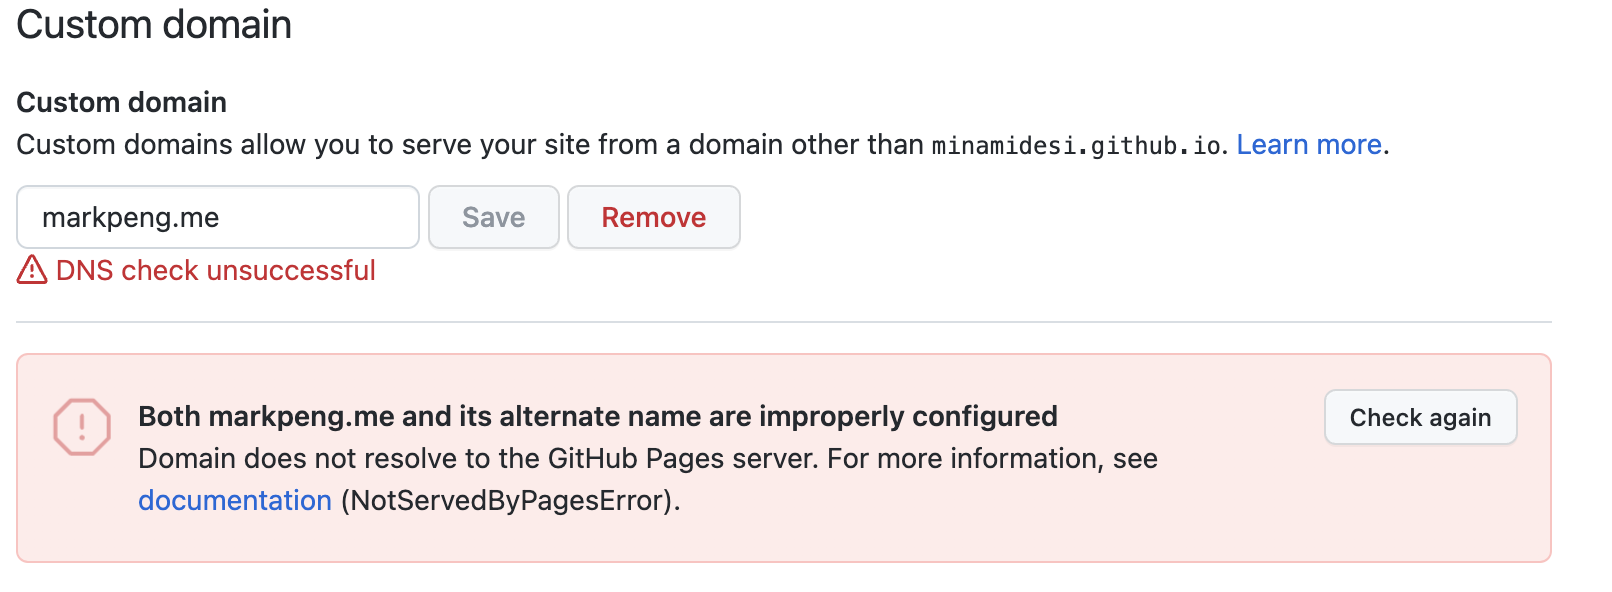 Custom domain
Custom domain
Custom domains allow you to serve your site from a domain other than minamidesi.github.io. Learn more.
markpeng.me Save Remove
DNS check unsuccessful
Both markpeng.me and its alternate name are improperly configured Check again
Domain does not resolve to the GitHub Pages server. For more information, see
documentation (NotServedByPagesError).